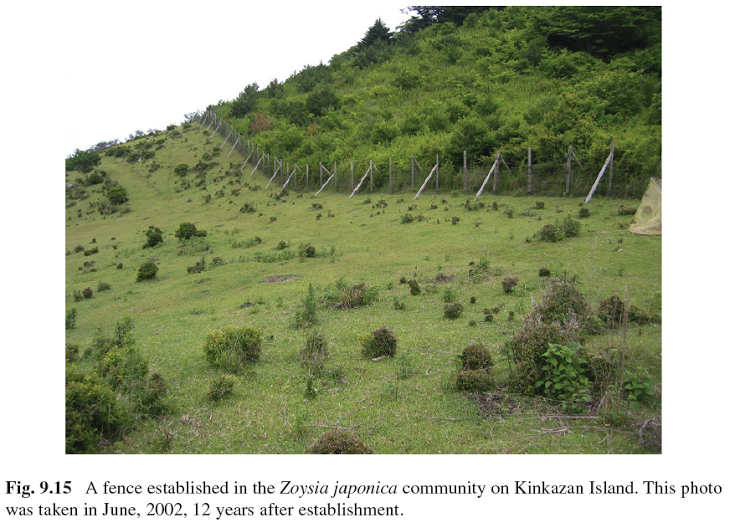 Fig. 9.15 A fence established in the Zoysia japonica community on Kinkazan Island. This photo
was taken in June, 2002, 12 years after establishment.